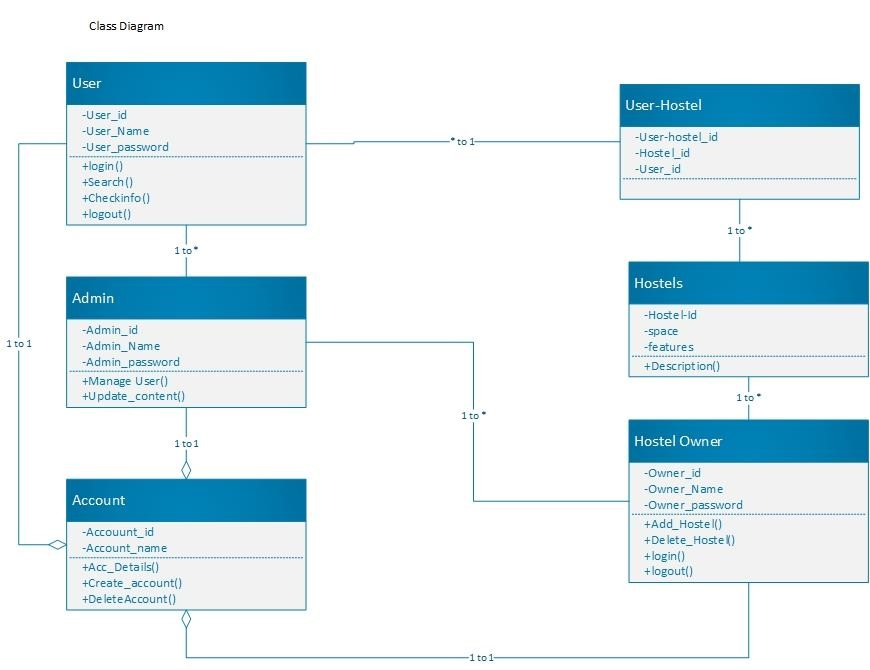 Class Diagram
User
-User_id
-User_Name
-User_password
+login()
+Search()
+Checkinfo()
+logout()
* to 1
User-Hostel
-User-hostel_id
-Hostel_id
-User_id
1 to *
1 to *
Admin
-Admin_id
-Admin_Name
-Admin_password
+Manage User()
+Update_content()
Hostels
-Hostel-Id
-space
-features
+Description()
1 to 1
1 to *
1 to *
1 to 1
Hostel Owner
-Owner_id
-Owner_Name
-Owner_password
+Add_Hostel()
+Delete_Hostel()
+login()
+logout()
Account
-Accouunt_id
-Account_name
+Acc_Details()
+Create_account()
+DeleteAccount()
1 to 1